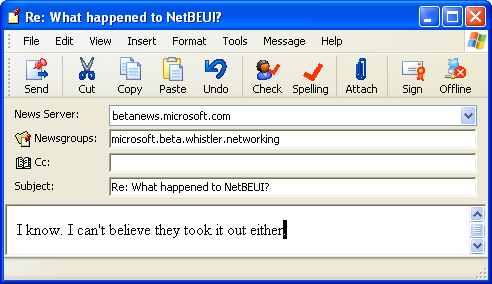 Re: What happened to NetBEUI?
File Edit View Insert Format Tools Message Help
Send Cut Copy Paste Undo Check Spelling Attach Sign Offline
News Server: betanews.microsoft.com
Newsgroups: microsoft.beta.whistler.networking
Cc:
Subject: Re: What happened to NetBEUI?
I know. I can't believe they took it out either